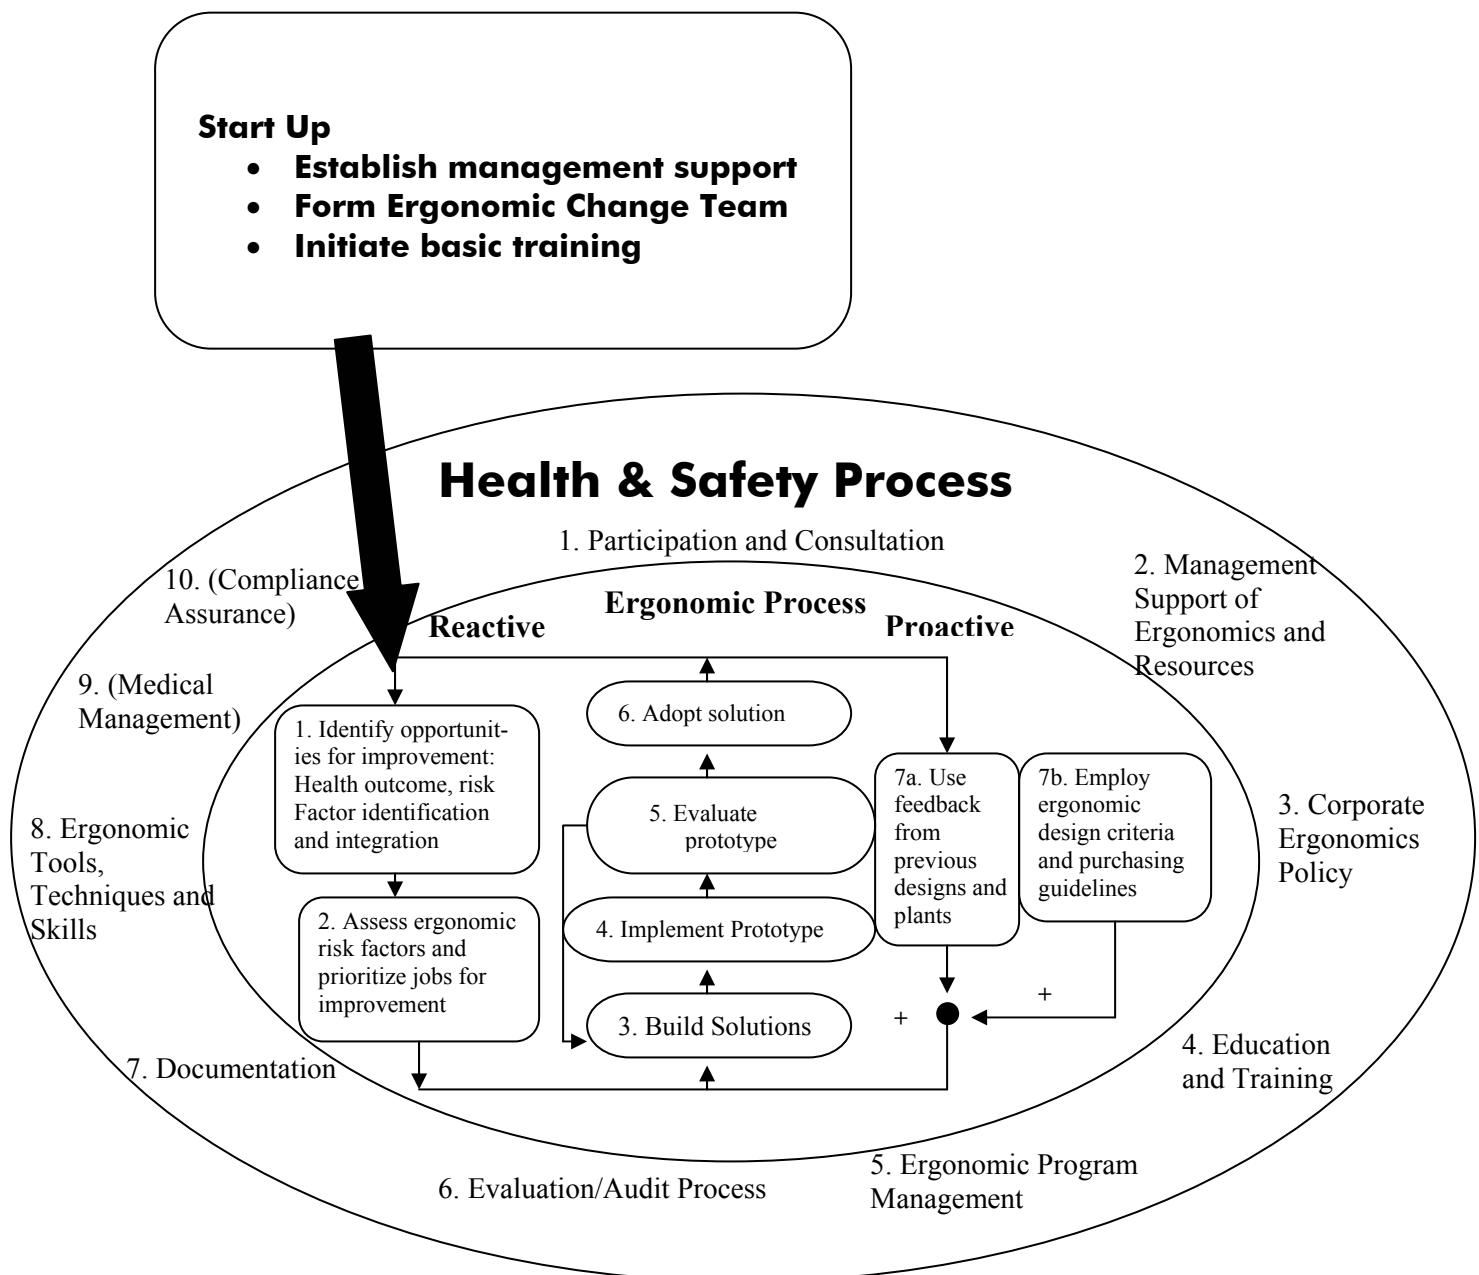 Start Up
• Establish management support
• Form Ergonomic Change Team
• Initiate basic training
Health & Safety Process
1. Participation and Consultation
2. Management
Support of
Ergonomics and
Resources
3. Corporate
Ergonomics
Policy
4. Education
and Training
5. Ergonomic Program
Management
6. Evaluation/Audit Process
7. Documentation
8. Ergonomic
Tools,
Techniques and
Skills
9. (Medical
Management)
10. (Compliance
Assurance)
Ergonomic Process
Reactive
Proactive
1. Identify opportunit-
ies for improvement:
Health outcome, risk
Factor identification
and integration
2. Assess ergonomic
risk factors and
prioritize jobs for
improvement
3. Build Solutions
4. Implement Prototype
5. Evaluate
prototype
6. Adopt solution
7a. Use
feedback
from
previous
designs and
plants
7b. Employ
ergonomic
design criteria
and purchasing
guidelines
+
+